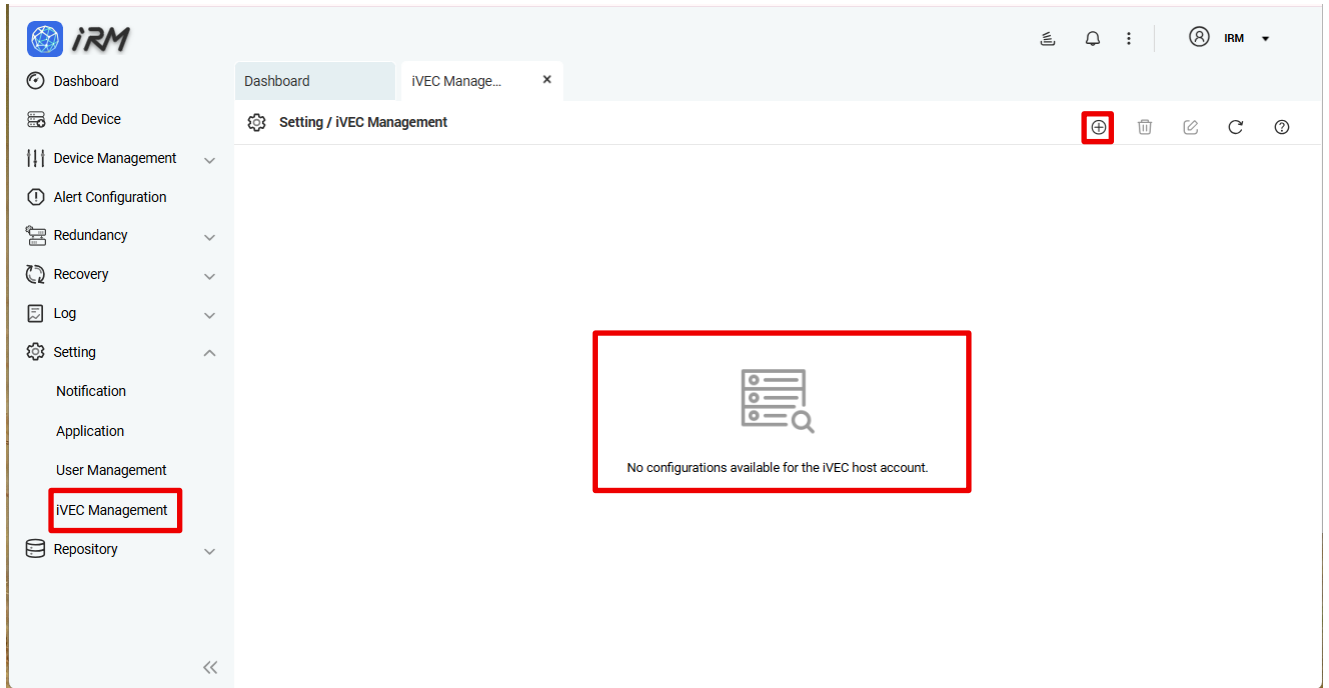 iRM
IRM
Dashboard
Add Device
Device Management
Alert Configuration
Redundancy
Recovery
Log
Setting
Notification
Application
User Management
iVEC Management
Repository
Dashboard
iVEC Manage...
Setting / iVEC Management
No configurations available for the iVEC host account.